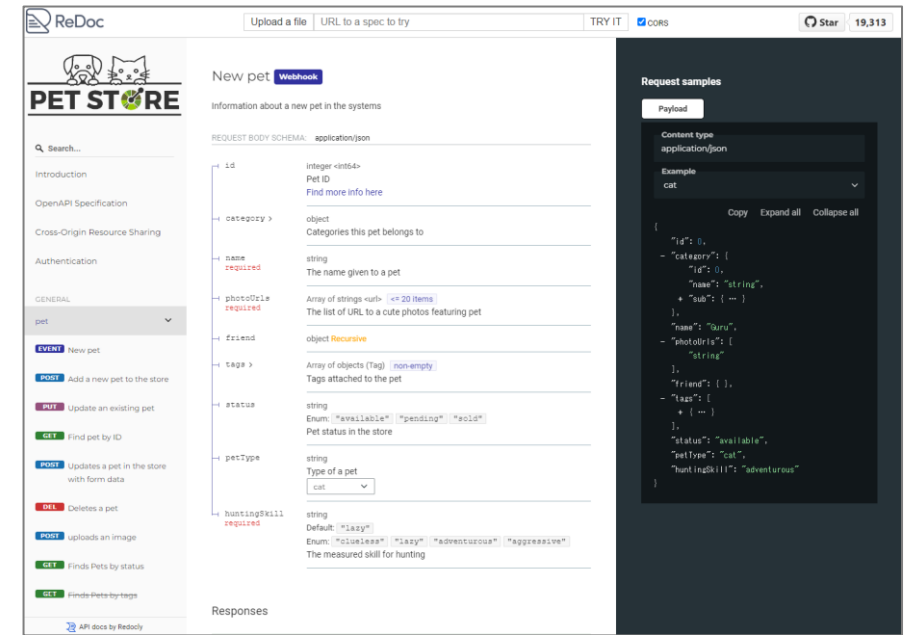 ReDoc
Upload a file
URL to a spec to try
TRY IT
CORS
Star
19,313
PET STORE
Search...
Introduction
OpenAPI Specification
Cross-Origin Resource Sharing
Authentication
GENERAL
pet
EVENT New pet
POST Add a new pet to the store
PUT Update an existing pet
GET Find pet by ID
POST Updates a pet in the store
with form data
DEL Deletes a pet
POST uploads an image
GET Finds Pets by status
GET Finds Pets by tags
API docs by Redocly
New pet Webhook
Information about a new pet in the systems
REQUEST BODY SCHEMA: application/json
id
integer <int64>
Pet ID
Find more info here
category >
object
Categories this pet belongs to
name
required
string
The name given to a pet
photoUrls
required
Array of strings <url> <= 20 items
The list of URL to a cute photos featuring pet
friend
object Recursive
tags >
Array of objects (Tag) non-empty
Tags attached to the pet
status
string
Enum: "available" "pending" "sold"
Pet status in the store
petType
string
Type of a pet
cat
huntingSkill
required
string
Default: "lazy"
Enum: "clueless" "lazy" "adventurous" "aggressive"
The measured skill for hunting
Responses
Request samples
Payload
Content type
application/json
Example
cat
Copy Expand all Collapse all
{
"id": 0,
- "category": {
"id": 0,
"name": "string",
+ "sub": { … }
},
"name": "Guru",
- "photoUrls": [
"string"
],
"friend": { },
- "tags": [
+ { … }
],
"status": "available",
"petType": "cat",
"huntingSkill": "adventurous"
}